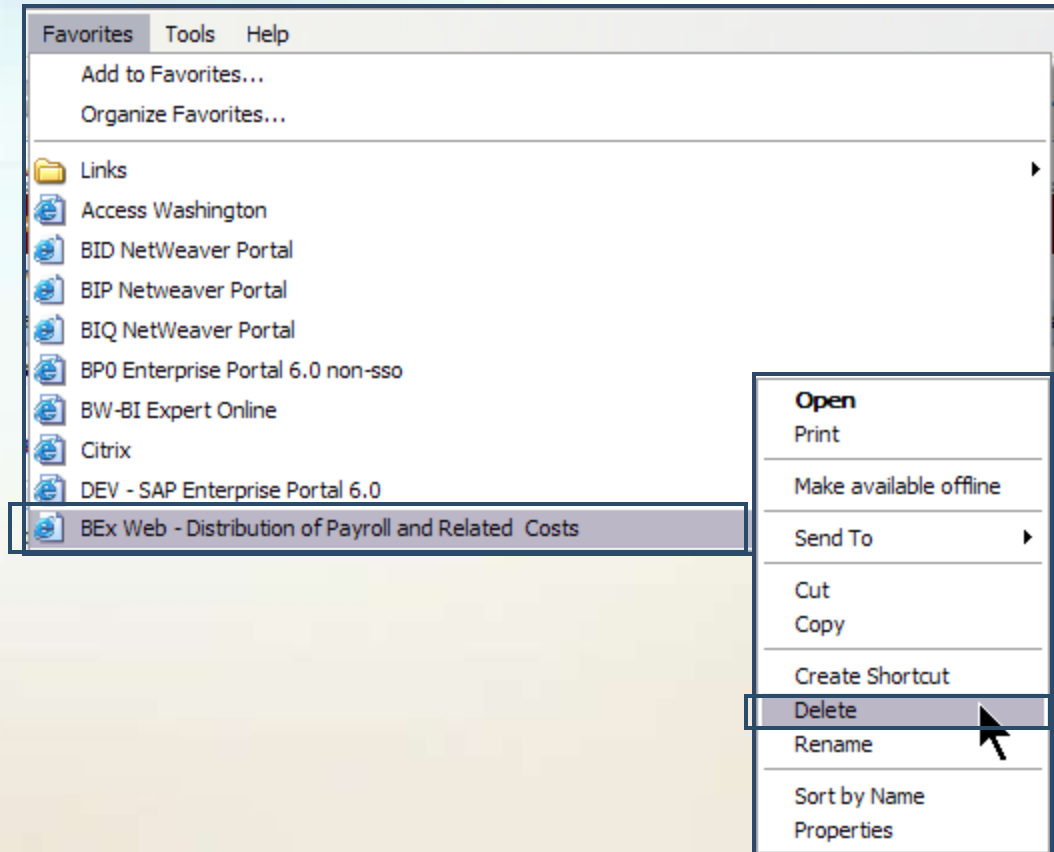 Favorites Tools Help
Add to Favorites...
Organize Favorites...
Links
Access Washington
BID NetWeaver Portal
BIP Netweaver Portal
BIQ NetWeaver Portal
BP0 Enterprise Portal 6.0 non-sso
BW-BI Expert Online
Citrix
DEV - SAP Enterprise Portal 6.0
BEx Web - Distribution of Payroll and Related  Costs
Open
Print
Make available offline
Send To
Cut
Copy
Create Shortcut
Delete
Rename
Sort by Name
Properties